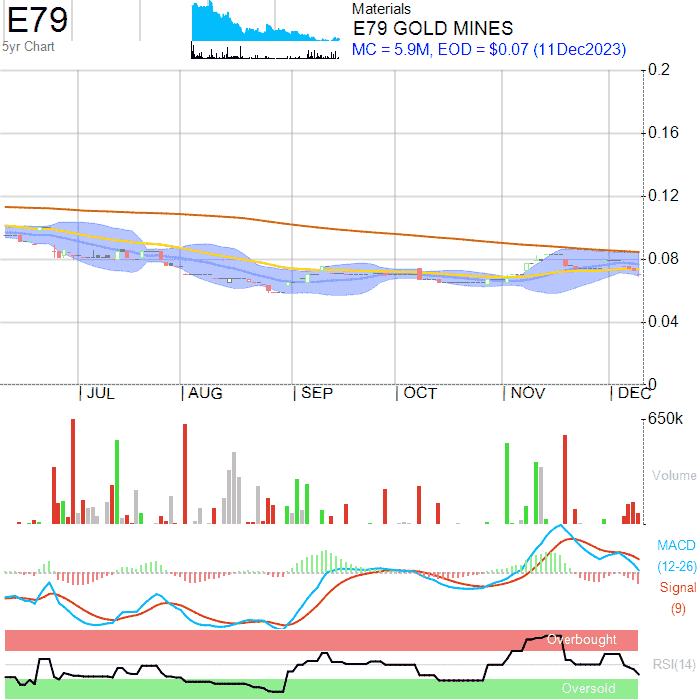 E79
5yr Chart
Materials
E79 GOLD MINES
MC = 5.9M, EOD = $0.07 (11Dec2023)
0.2
0.16
0.12
0.08
0.04
0
JUL
AUG
SEP
OCT
NOV
DEC
650k
Volume
MACD
(12-26)
Signal
(9)
Overbought
RSI(14)
Oversold